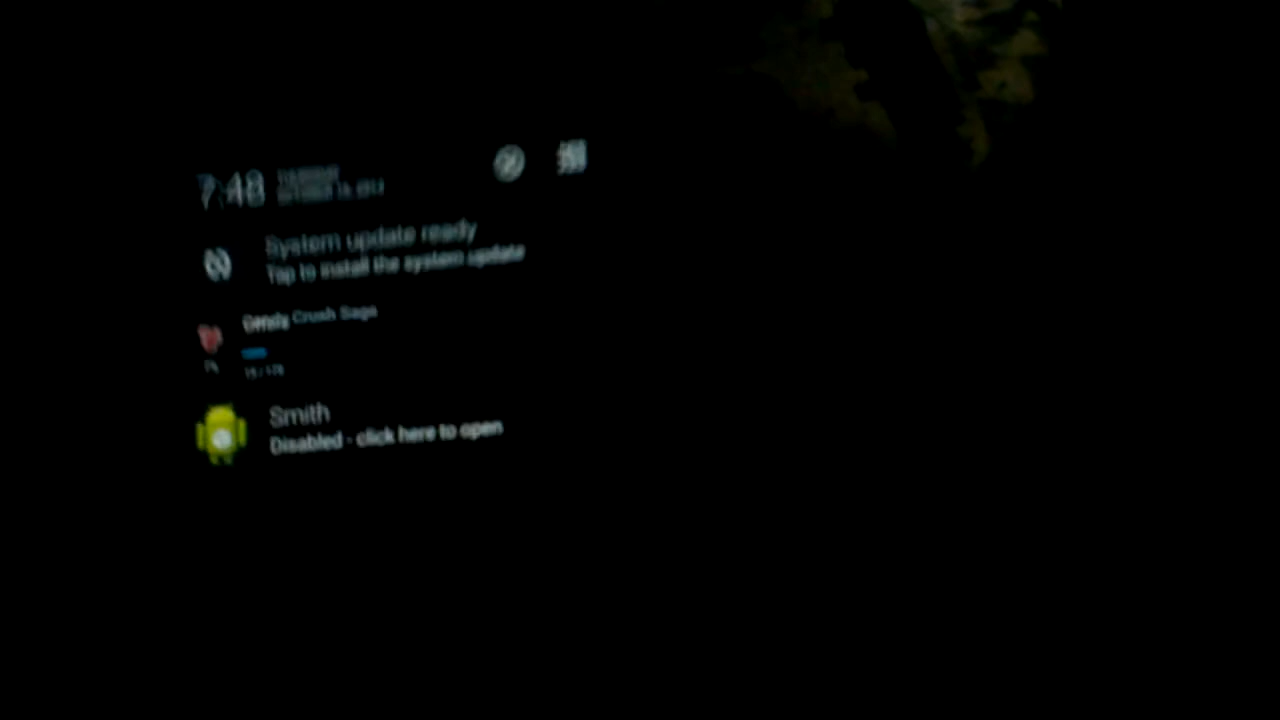 7:48
System update ready
Tap to install the system update
Candy Crush Saga
Smith
Disabled - click here to open